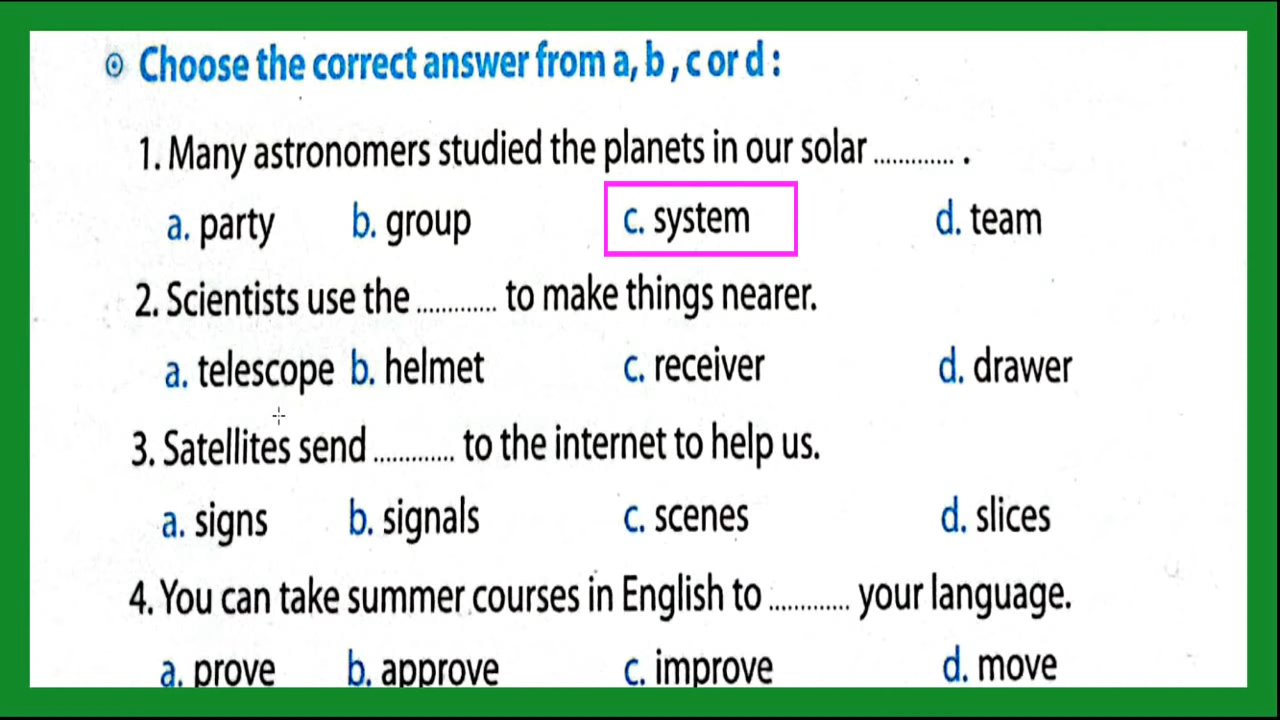 Choose the correct answer from a, b , c or d :
1. Many astronomers studied the planets in our solar ............. .
a. party b. group c. system d. team
2. Scientists use the ............. to make things nearer.
a. telescope b. helmet c. receiver d. drawer
3. Satellites send ............. to the internet to help us.
a. signs b. signals c. scenes d. slices
4. You can take summer courses in English to ............. your language.
a. prove b. approve c. improve d. move